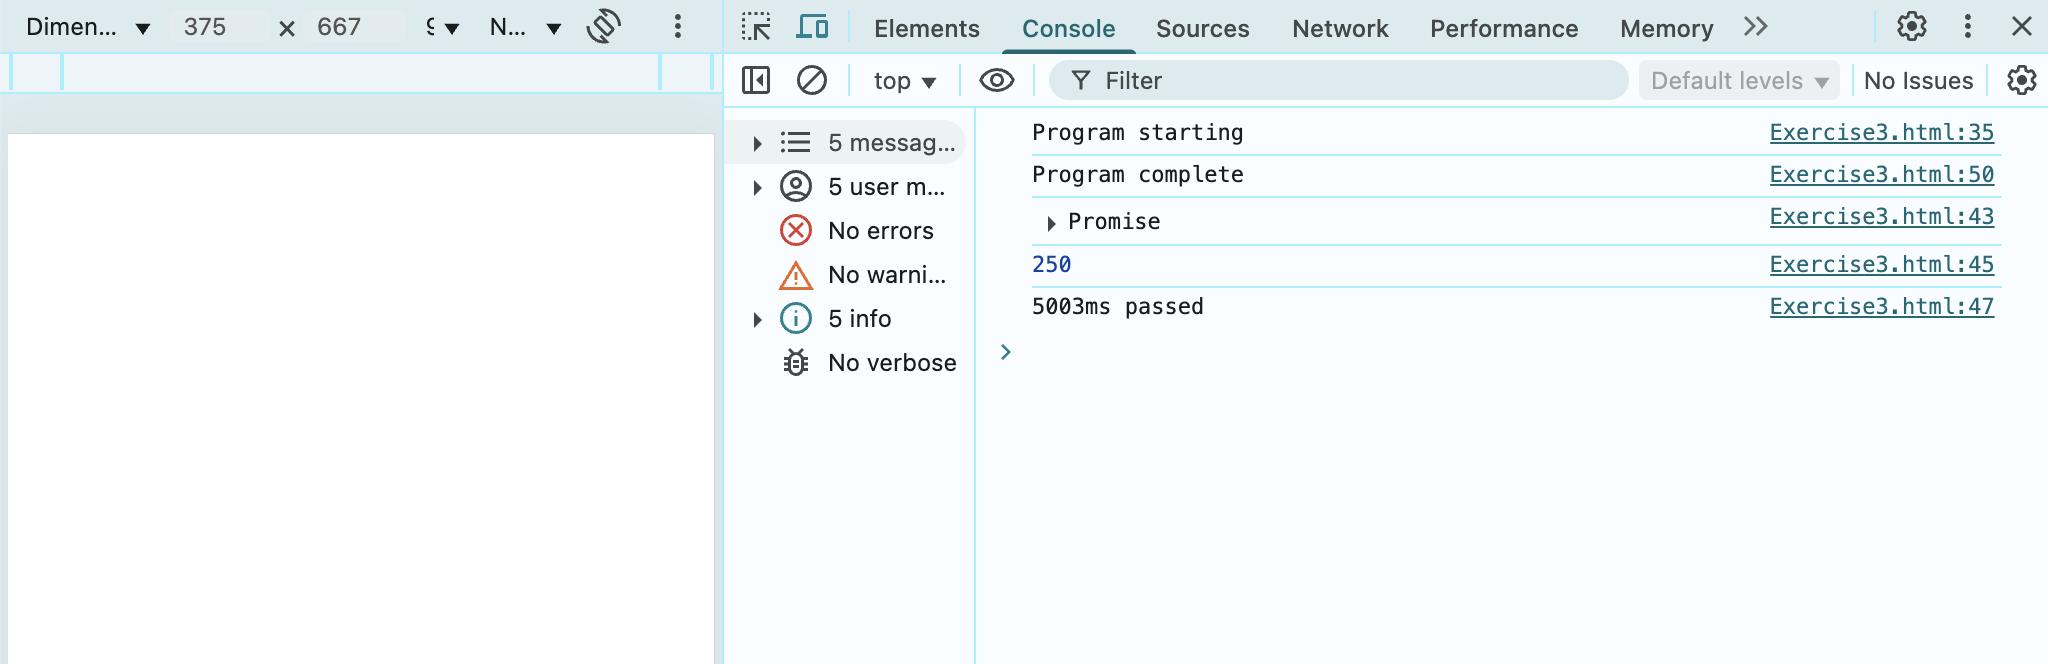 Dimen... 375 × 667 N...
Elements Console Sources Network Performance Memory
top Filter Default levels No Issues
5 messag...
5 user m...
No errors
No warni...
5 info
No verbose
Program starting Exercise3.html:35
Program complete Exercise3.html:50
Promise Exercise3.html:43
250 Exercise3.html:45
5003ms passed Exercise3.html:47